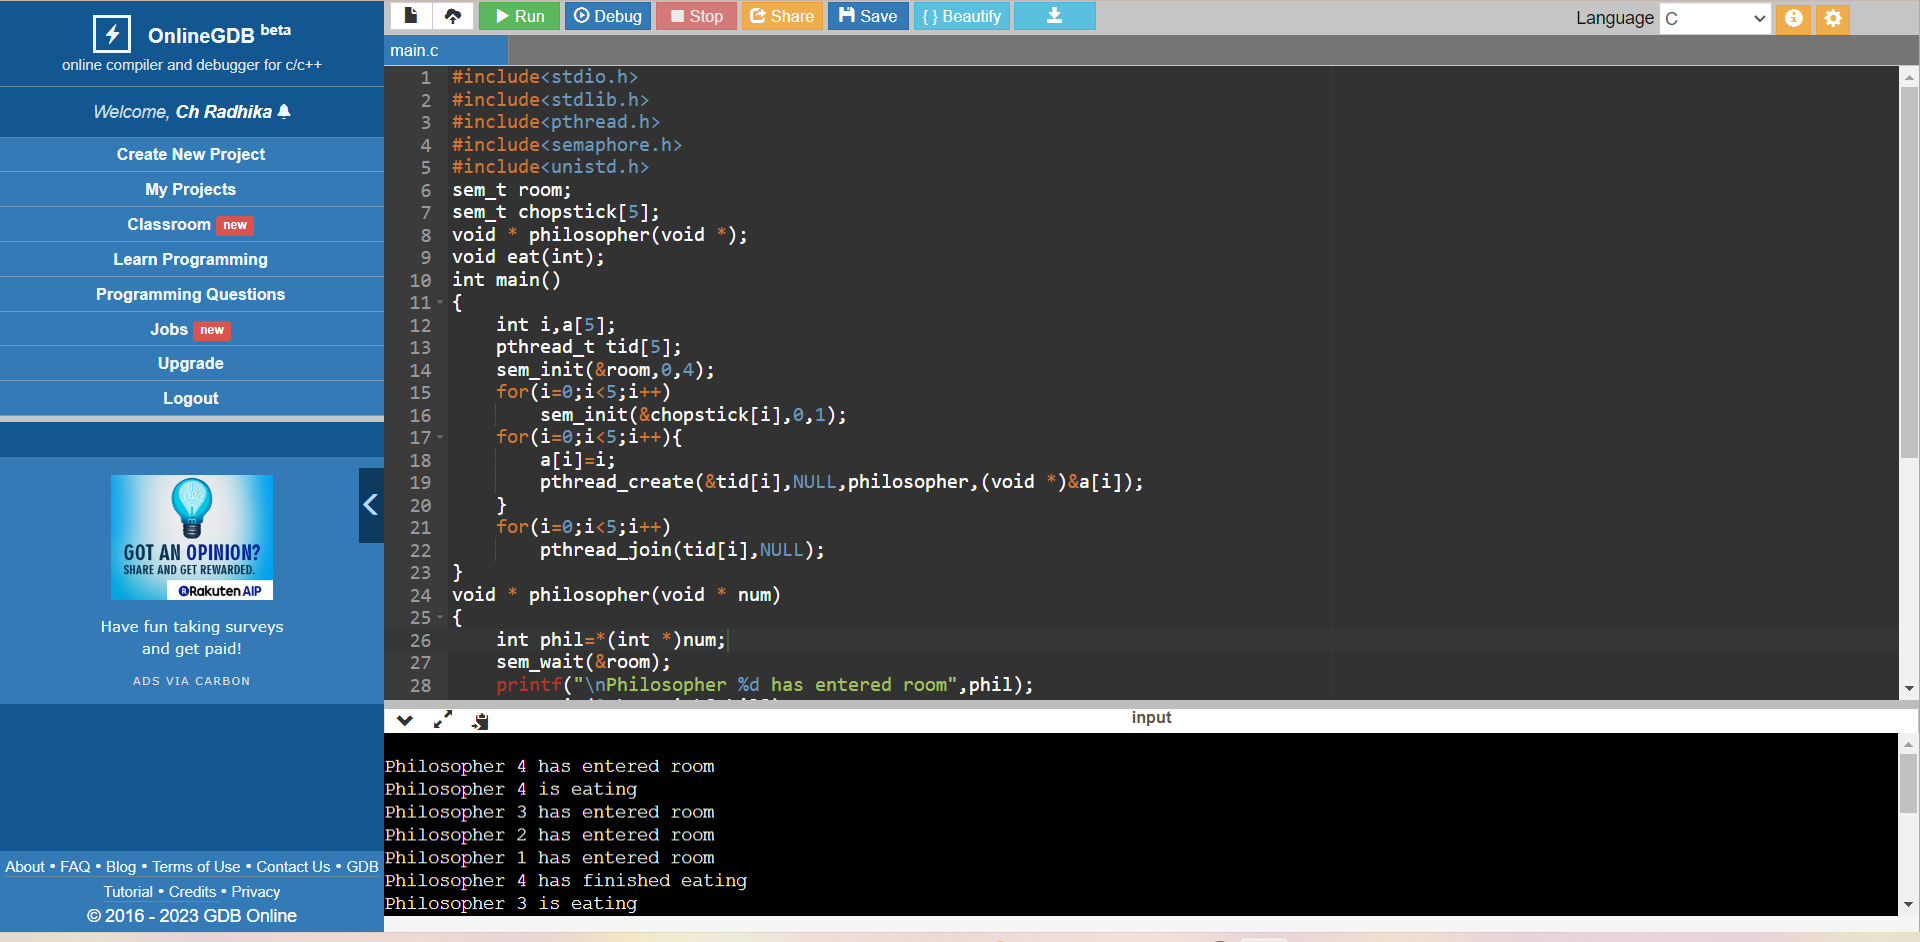 OnlineGDB beta
online compiler and debugger for c/c++
Welcome, Ch Radhika
Create New Project
My Projects
Classroom new
Learn Programming
Programming Questions
Jobs new
Upgrade
Logout
GOT AN OPINION?
SHARE AND GET REWARDED.
Rakuten AIP
Have fun taking surveys
and get paid!
ADS VIA CARBON
About • FAQ • Blog • Terms of Use • Contact Us • GDB
Tutorial • Credits • Privacy
© 2016 - 2023 GDB Online
Run Debug Stop Share Save { } Beautify Language C
main.c
1 #include<stdio.h>
2 #include<stdlib.h>
3 #include<pthread.h>
4 #include<semaphore.h>
5 #include<unistd.h>
6 sem_t room;
7 sem_t chopstick[5];
8 void * philosopher(void *);
9 void eat(int);
10 int main()
11 {
12     int i,a[5];
13     pthread_t tid[5];
14     sem_init(&room,0,4);
15     for(i=0;i<5;i++)
16         sem_init(&chopstick[i],0,1);
17     for(i=0;i<5;i++){
18         a[i]=i;
19         pthread_create(&tid[i],NULL,philosopher,(void *)&a[i]);
20     }
21     for(i=0;i<5;i++)
22         pthread_join(tid[i],NULL);
23 }
24 void * philosopher(void * num)
25 {
26     int phil=*(int *)num;
27     sem_wait(&room);
28     printf("\nPhilosopher %d has entered room",phil);
input
Philosopher 4 has entered room
Philosopher 4 is eating
Philosopher 3 has entered room
Philosopher 2 has entered room
Philosopher 1 has entered room
Philosopher 4 has finished eating
Philosopher 3 is eating